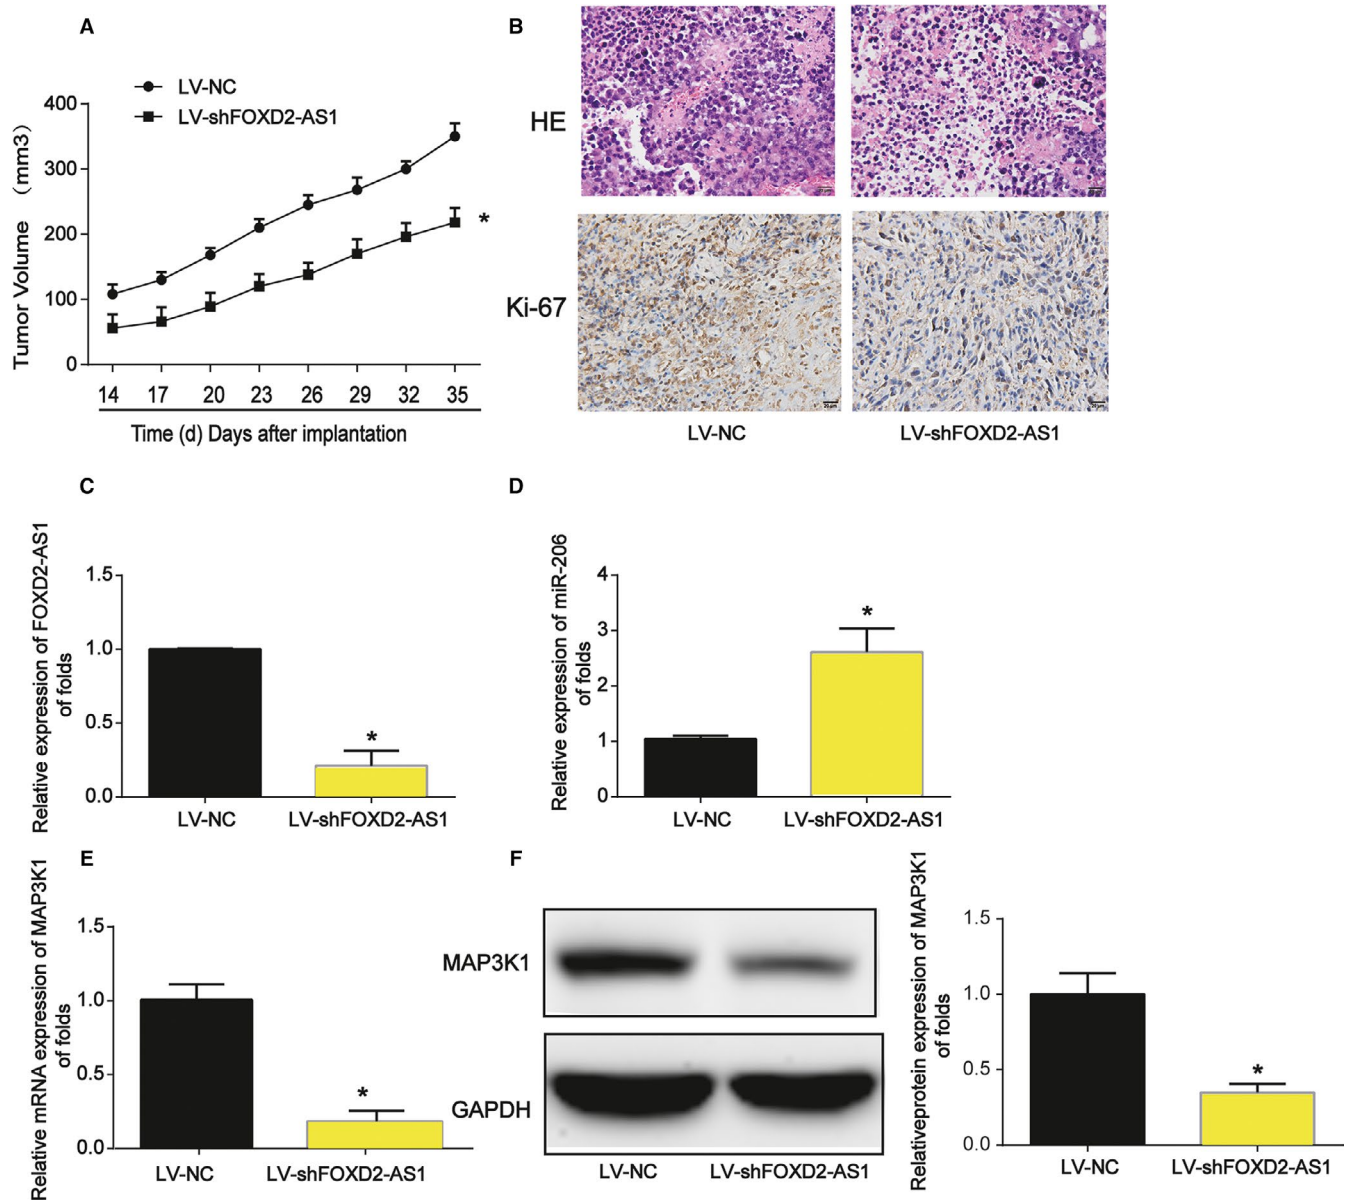 A
LV-NC
LV-shFOXD2-AS1
Tumor Volume (mm3)
400
300
200
100
0
*
14 17 20 23 26 29 32 35
Time (d) Days after implantation
B
HE
Ki-67
LV-NC LV-shFOXD2-AS1
C
Relative expression of FOXD2-AS1
of folds
1.5
1.0
0.5
0.0
*
LV-NC LV-shFOXD2-AS1
D
Relative expression of miR-206
of folds
4
3
2
1
0
*
LV-NC LV-shFOXD2-AS1
E
Relative mRNA expression of MAP3K1
of folds
1.5
1.0
0.5
0.0
*
LV-NC LV-shFOXD2-AS1
F
MAP3K1
GAPDH
LV-NC LV-shFOXD2-AS1
Relativeprotein expression of MAP3K1
of folds
1.5
1.0
0.5
0.0
*
LV-NC LV-shFOXD2-AS1